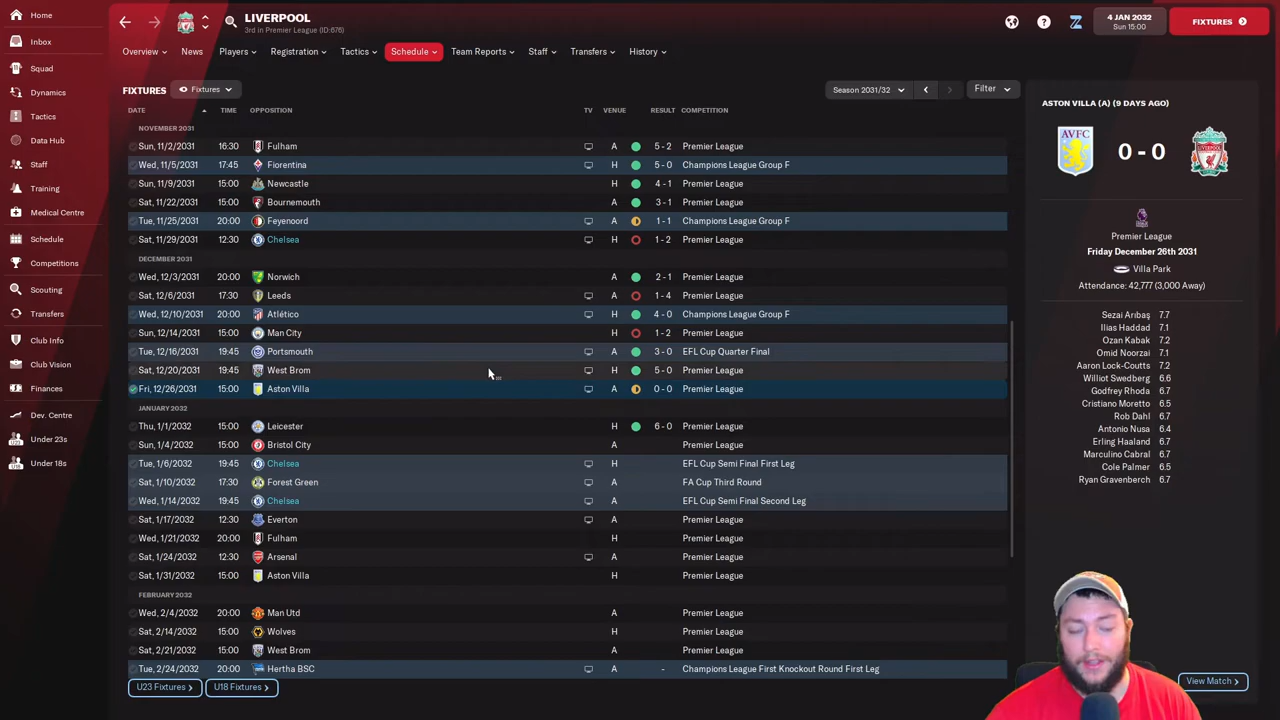 Home
LIVERPOOL
3rd in Premier League (ID:676)
4 JAN 2032
Sun 15:00
FIXTURES
Inbox
Squad
Dynamics
Tactics
Data Hub
Staff
Training
Medical Centre
Schedule
Competitions
Scouting
Transfers
Club Info
Club Vision
Finances
Dev. Centre
Under 23s
Under 18s
Overview News Players Registration Tactics Schedule Team Reports Staff Transfers History
FIXTURES Fixtures Season 2031/32 Filter
DATE TIME OPPOSITION TV VENUE RESULT COMPETITION
NOVEMBER 2031
Sun, 11/2/2031 16:30 Fulham A 5 - 2 Premier League
Wed, 11/5/2031 17:45 Fiorentina H 5 - 0 Champions League Group F
Sun, 11/9/2031 15:00 Newcastle H 4 - 1 Premier League
Sat, 11/22/2031 15:00 Bournemouth A 3 - 1 Premier League
Tue, 11/25/2031 20:00 Feyenoord A 1 - 1 Champions League Group F
Sat, 11/29/2031 12:30 Chelsea H 1 - 2 Premier League
DECEMBER 2031
Wed, 12/3/2031 20:00 Norwich A 2 - 1 Premier League
Sat, 12/6/2031 17:30 Leeds A 1 - 4 Premier League
Wed, 12/10/2031 20:00 Atlético H 4 - 0 Champions League Group F
Sun, 12/14/2031 15:00 Man City H 1 - 2 Premier League
Tue, 12/16/2031 19:45 Portsmouth A 3 - 0 EFL Cup Quarter Final
Sat, 12/20/2031 19:45 West Brom H 5 - 0 Premier League
Fri, 12/26/2031 15:00 Aston Villa A 0 - 0 Premier League
JANUARY 2032
Thu, 1/1/2032 15:00 Leicester H 6 - 0 Premier League
Sun, 1/4/2032 15:00 Bristol City A Premier League
Tue, 1/6/2032 19:45 Chelsea H EFL Cup Semi Final First Leg
Sat, 1/10/2032 17:30 Forest Green A FA Cup Third Round
Wed, 1/14/2032 19:45 Chelsea A EFL Cup Semi Final Second Leg
Sat, 1/17/2032 12:30 Everton A Premier League
Wed, 1/21/2032 20:00 Fulham H Premier League
Sat, 1/24/2032 12:30 Arsenal A Premier League
Sat, 1/31/2032 15:00 Aston Villa H Premier League
FEBRUARY 2032
Wed, 2/4/2032 20:00 Man Utd A Premier League
Sat, 2/14/2032 15:00 Wolves H Premier League
Sat, 2/21/2032 15:00 West Brom A Premier League
Tue, 2/24/2032 20:00 Hertha BSC A - Champions League First Knockout Round First Leg
U23 Fixtures U18 Fixtures
ASTON VILLA (A) (9 DAYS AGO)
AVFC
0 - 0
Premier League
Friday December 26th 2031
Villa Park
Attendance: 42,777 (3,000 Away)
Sezai Arıbaş 7.7
Ilias Haddad 7.1
Ozan Kabak 7.2
Omid Noorzai 7.1
Aaron Lock-Coutts 7.2
Williot Swedberg 6.6
Godfrey Rhoda 6.7
Cristiano Moretto 6.5
Rob Dahl 6.7
Antonio Nusa 6.4
Erling Haaland 6.7
Marculino Cabral 6.7
Cole Palmer 6.5
Ryan Gravenberch 6.7
View Match